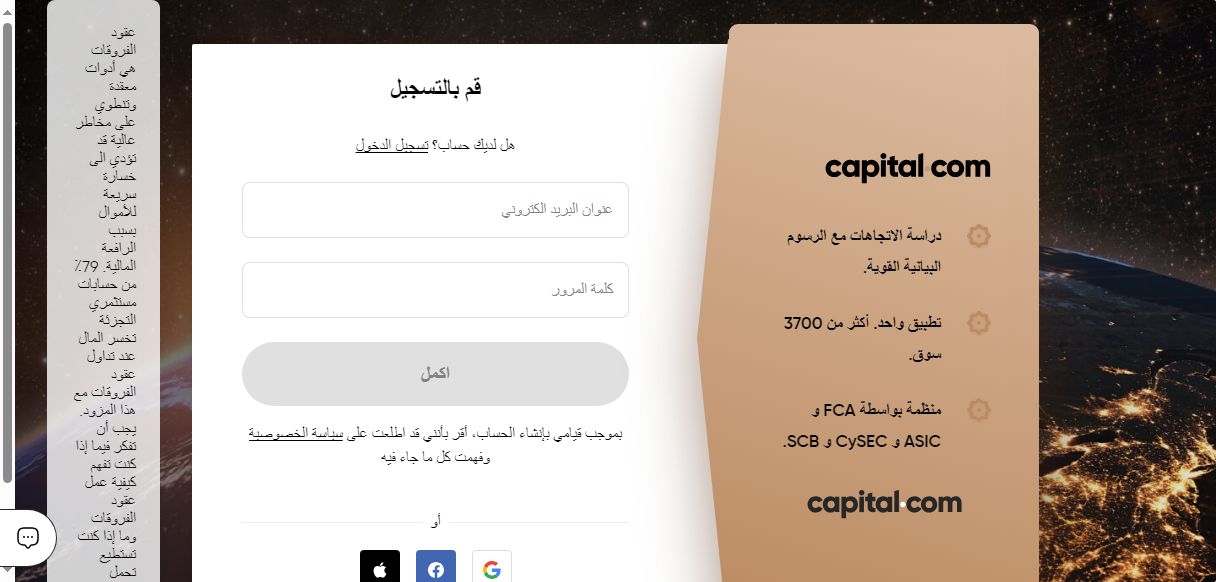 عقود
الفروقات
هي أدوات
معقدة
وتنطوي
على مخاطر
عالية قد
تؤدي الى
خسارة
سريعة
للأموال
بسبب
الرافعة
المالية. 79٪
من حسابات
مستثمري
التجزئة
تخسر المال
عند تداول
عقود
الفروقات مع
هذا المزود.
يجب أن
تفكر فيما إذا
كنت تفهم
كيفية عمل
عقود
الفروقات
وما إذا كنت
تستطيع
تحمل
قم بالتسجيل
هل لديك حساب؟ تسجيل الدخول
عنوان البريد الكتروني
كلمة المرور
اكمل
بموجب قيامي بإنشاء الحساب، أقر بأنني قد اطلعت على سياسة الخصوصية
وفهمت كل ما جاء فيه
أو
capital.com
دراسة الاتجاهات مع الرسوم
البيانية القوية.
تطبيق واحد. أكثر من 3700
سوق.
منظمة بواسطة FCA و
ASIC و CySEC و SCB.
capital.com